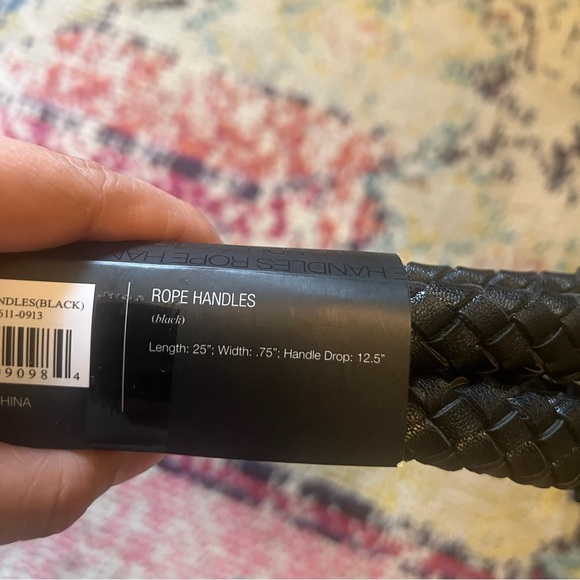 HANDLES ROPE HAN
NDLES(BLACK)
511-0913
9098 4
HINA
ROPE HANDLES
(black)
Length: 25"; Width: .75"; Handle Drop: 12.5"